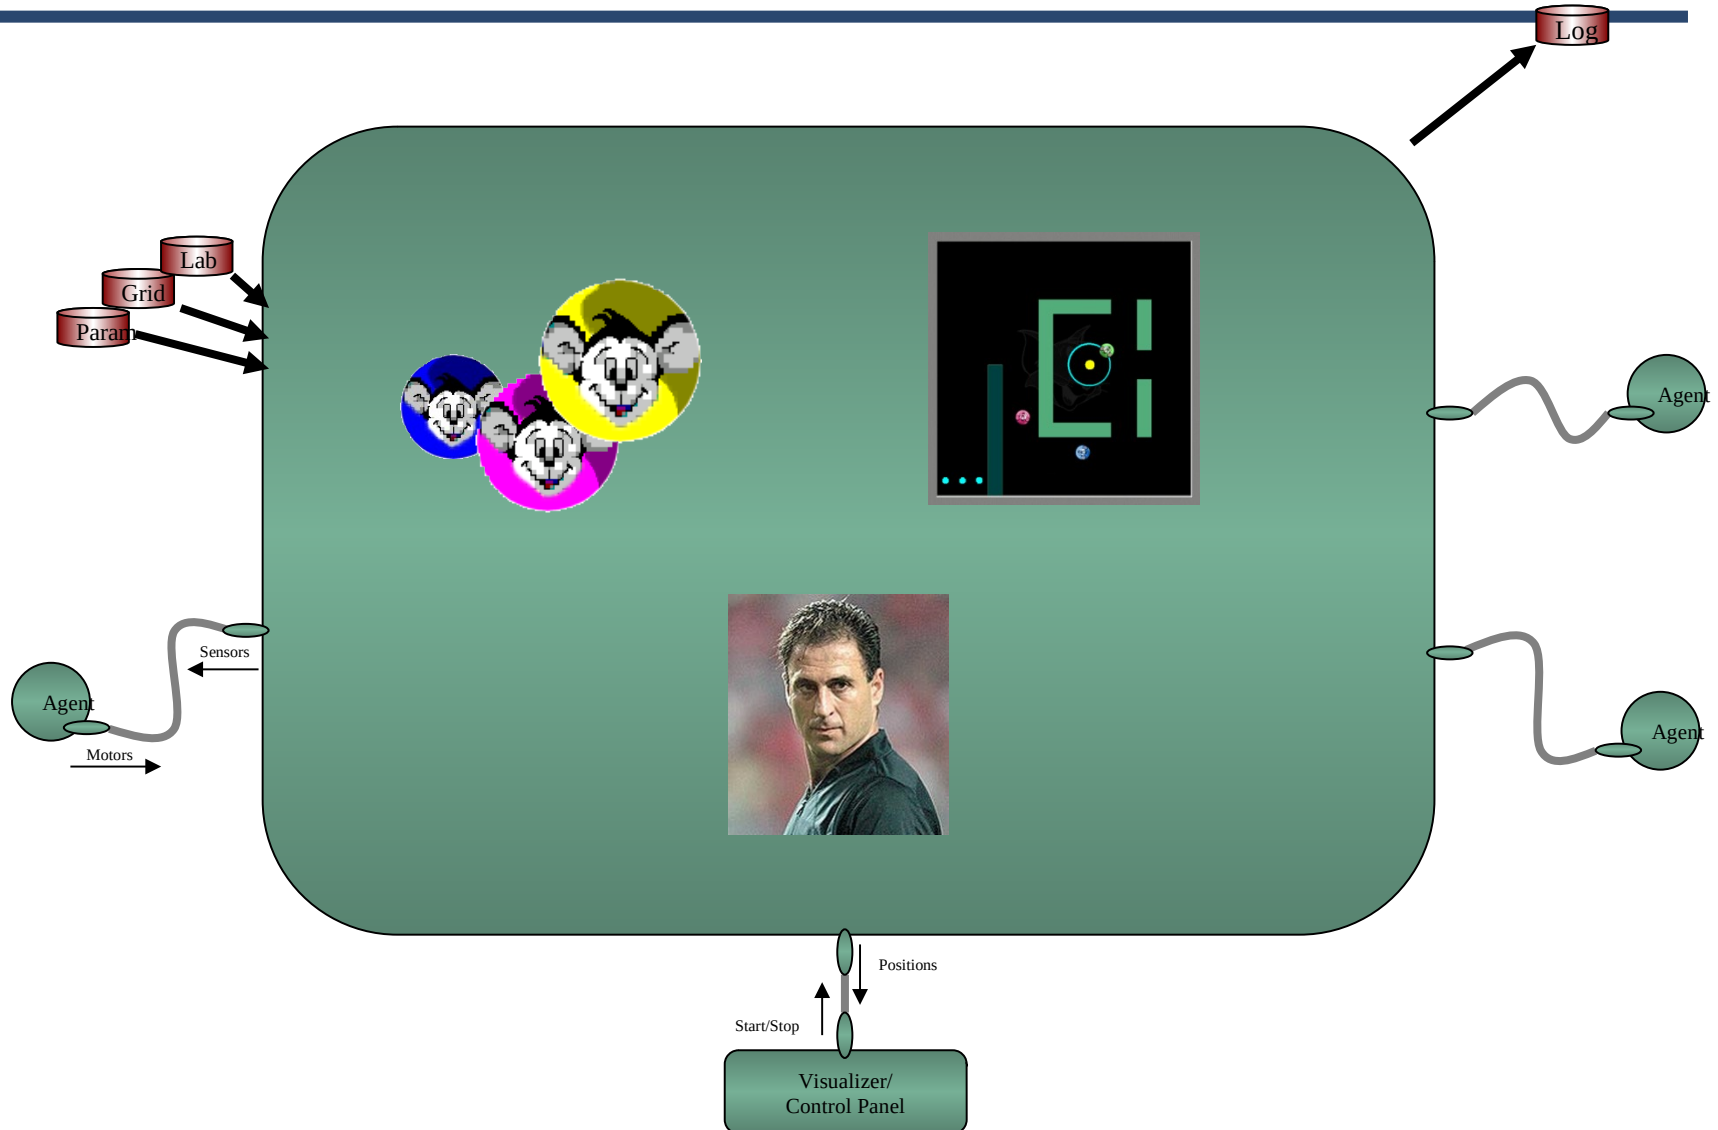 Log
Lab
Grid
Param
Agent
Sensors
Agent
Motors
Agent
Positions
Start/Stop
Visualizer/
Control Panel